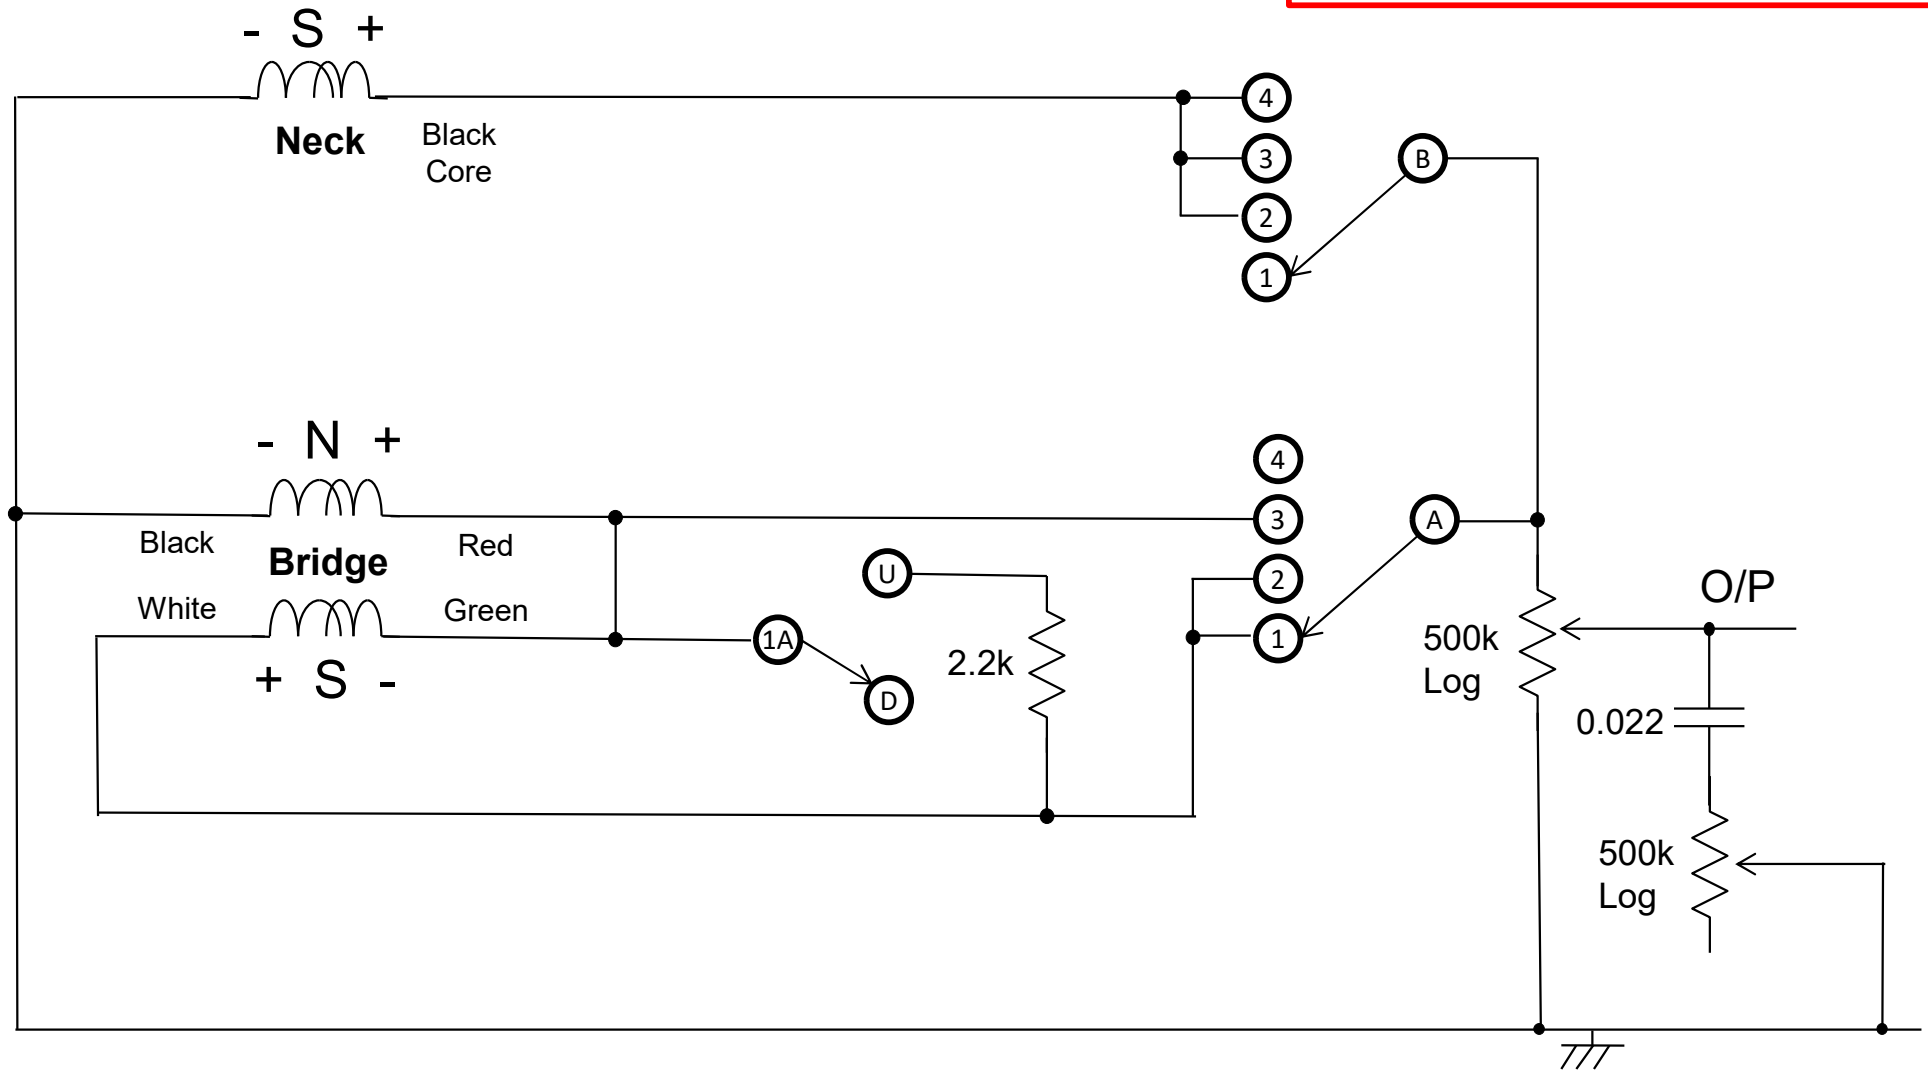 - S +
Neck
Black
Core
4
3
2
1
B
- N +
Black
Red
Bridge
White
Green
+ S -
1A
U
D
2.2k
4
3
2
1
A
500k
Log
O/P
0.022
500k
Log